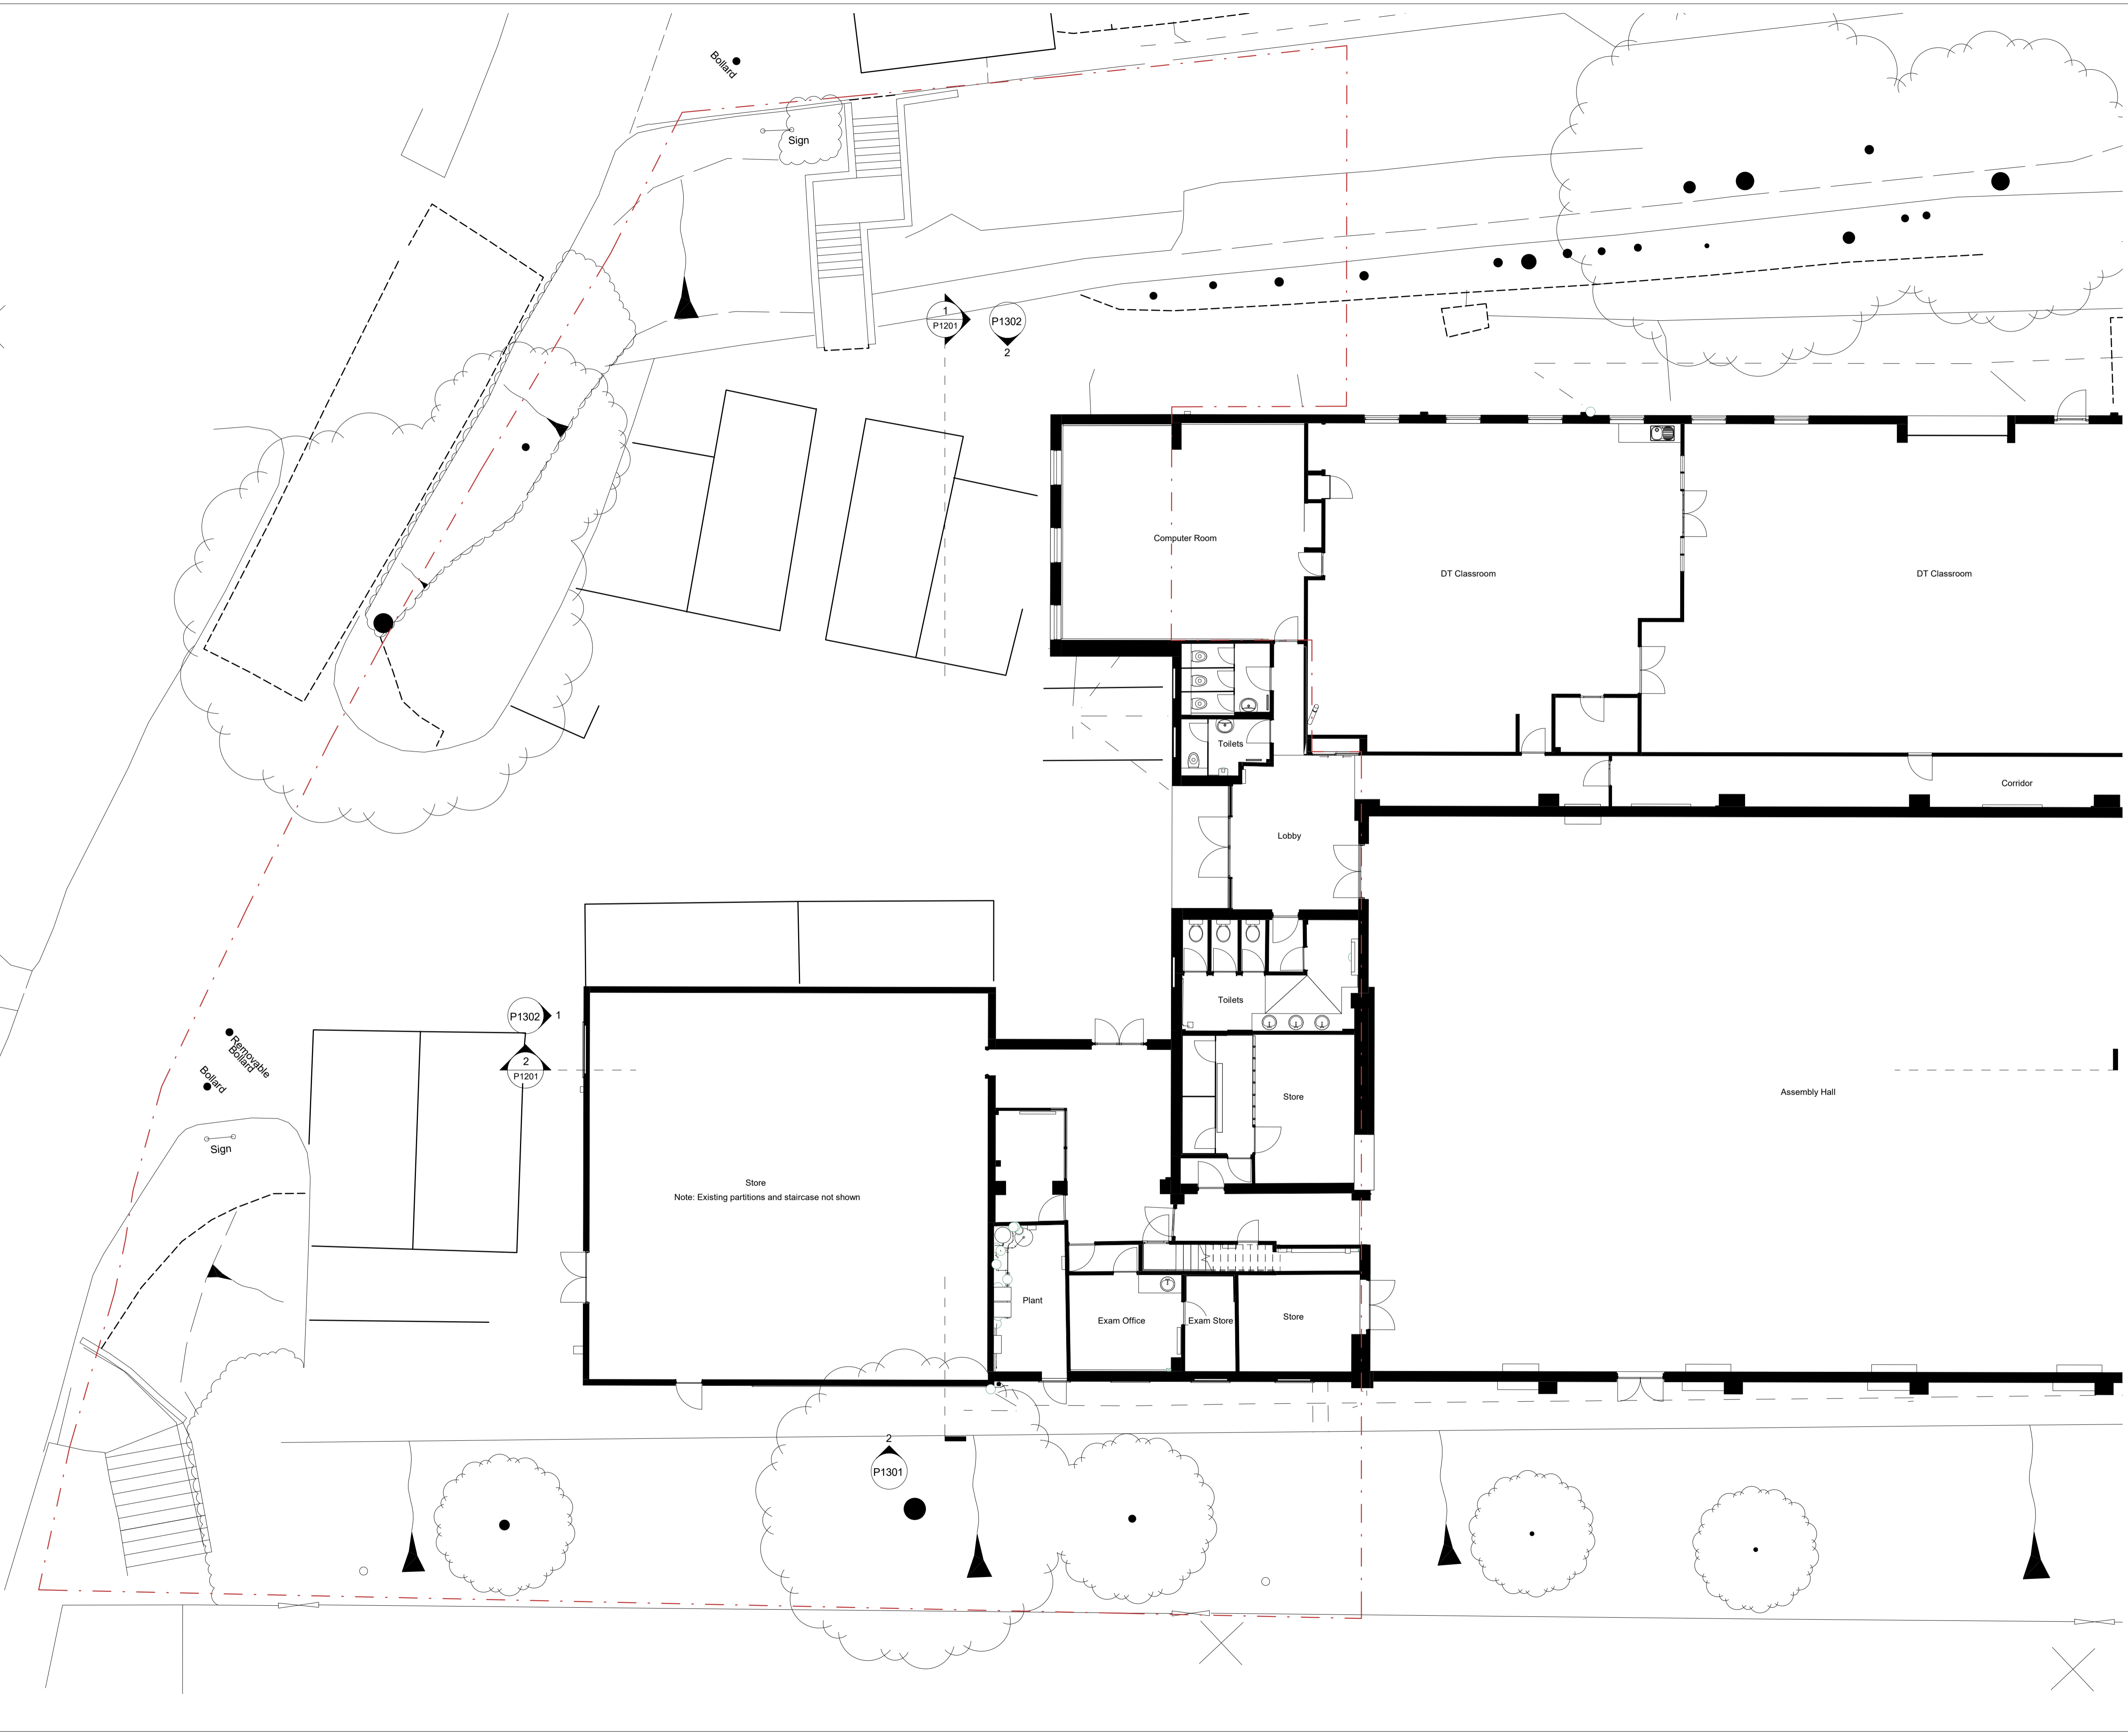 Bollard
Sign
1
P1201
P1302
2
Computer Room
DT Classroom
DT Classroom
Toilets
Corridor
Lobby
Toilets
P1302
1
Removable
Bollard
Bollard
2
P1201
Sign
Store
Assembly Hall
Store
Note: Existing partitions and staircase not shown
Plant
Exam Office
Exam Store
Store
2
P1301